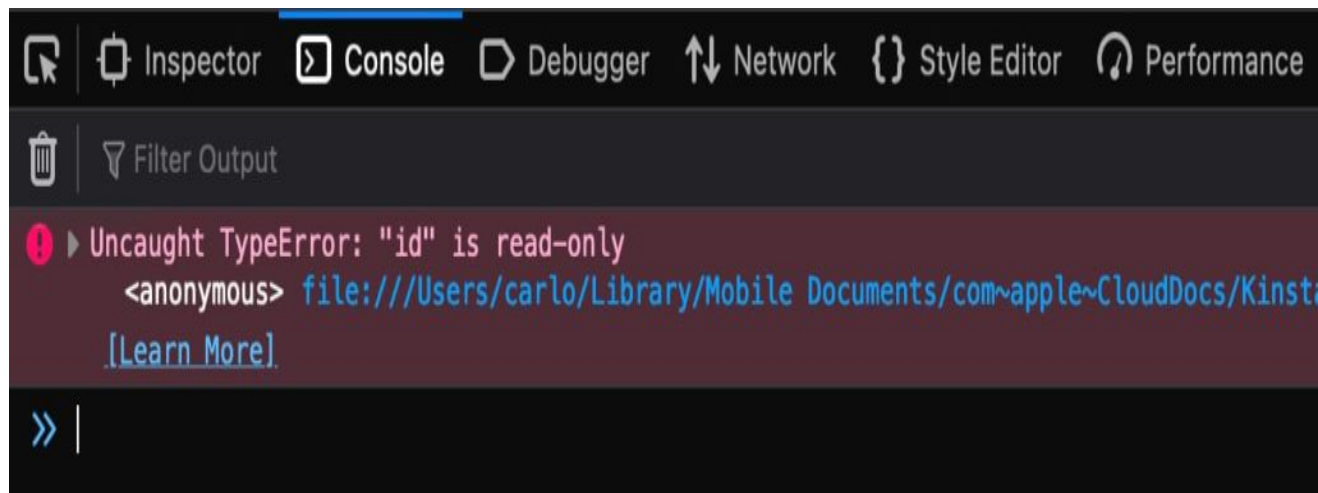 Inspector Console Debugger Network {} Style Editor Performance
Filter Output
Uncaught TypeError: "id" is read-only
<anonymous> file:///Users/carlo/Library/Mobile Documents/com~apple~CloudDocs/Kinsta
[Learn More]
»